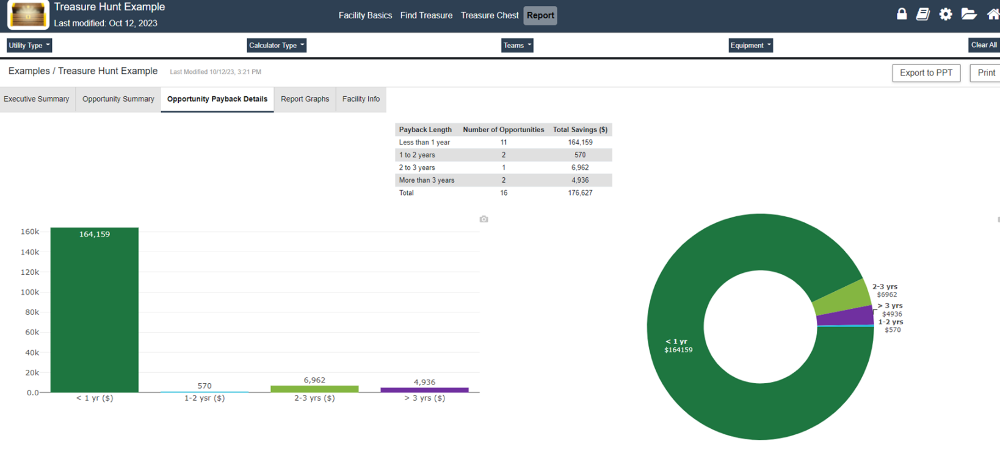 Treasure Hunt Example
Last modified: Oct 12, 2023
Facility Basics Find Treasure Treasure Chest Report
Utility Type Calculator Type Teams Equipment Clear All
Examples / Treasure Hunt Example Last Modified 10/12/23, 3:21 PM Export to PPT Print
Executive Summary Opportunity Summary Opportunity Payback Details Report Graphs Facility Info
Payback Length Number of Opportunities Total Savings ($)
Less than 1 year 11 164,159
1 to 2 years 2 570
2 to 3 years 1 6,962
More than 3 years 2 4,936
Total 16 176,627
160k
140k
120k
100k
80k
60k
40k
20k
0.0
164,159
570
6,962
4,936
< 1 yr ($) 1-2 ysr ($) 2-3 yrs ($) > 3 yrs ($)
2-3 yrs
$6962
> 3 yrs
$4936
1-2 yrs
$570
< 1 yr
$164159